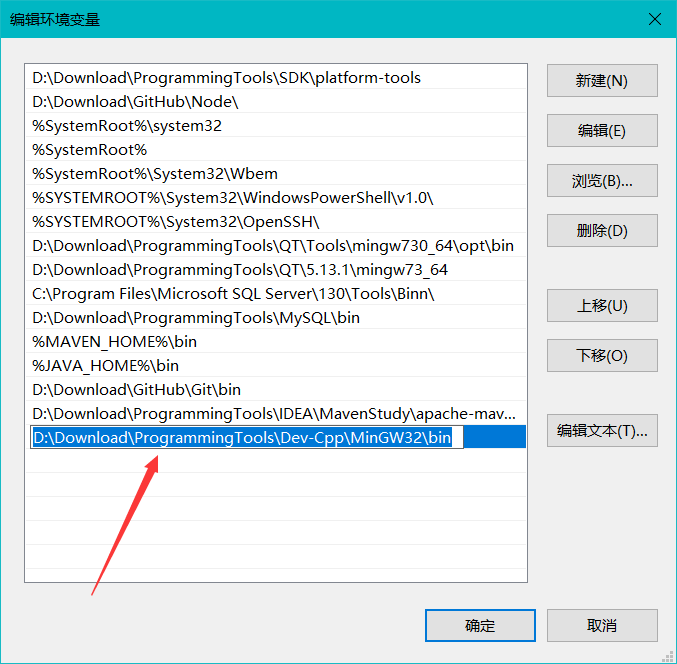 编辑环境变量
D:\Download\ProgrammingTools\SDK\platform-tools
D:\Download\GitHub\Node\
%SystemRoot%\system32
%SystemRoot%
%SystemRoot%\System32\Wbem
%SYSTEMROOT%\System32\WindowsPowerShell\v1.0\
%SYSTEMROOT%\System32\OpenSSH\
D:\Download\ProgrammingTools\QT\Tools\mingw730_64\opt\bin
D:\Download\ProgrammingTools\QT\5.13.1\mingw73_64
C:\Program Files\Microsoft SQL Server\130\Tools\Binn\
D:\Download\ProgrammingTools\MySQL\bin
%MAVEN_HOME%\bin
%JAVA_HOME%\bin
D:\Download\GitHub\Git\bin
D:\Download\ProgrammingTools\IDEA\MavenStudy\apache-mav...
D:\Download\ProgrammingTools\Dev-Cpp\MinGW32\bin
新建(N)
编辑(E)
浏览(B)...
删除(D)
上移(U)
下移(O)
编辑文本(T)...
确定
取消